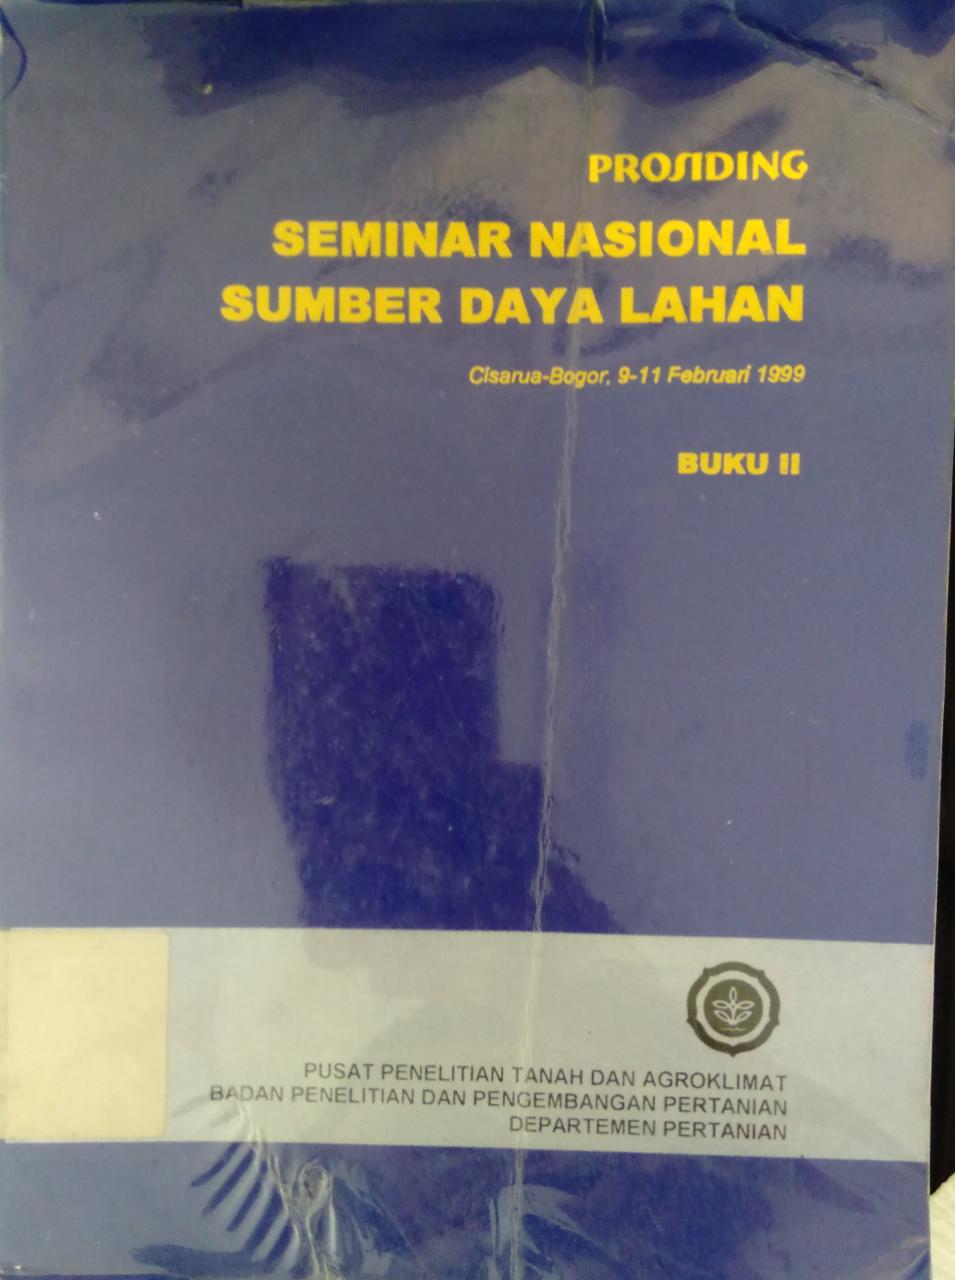 PROSIDING
SEMINAR NASIONAL
SUMBER DAYA LAHAN
Cisarua-Bogor, 9-11 Februari 1999
BUKU II
PUSAT PENELITIAN TANAH DAN AGROKLIMAT
BADAN PENELITIAN DAN PENGEMBANGAN PERTANIAN
DEPARTEMEN PERTANIAN